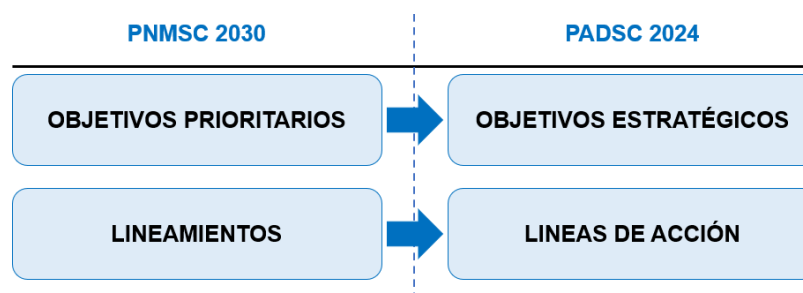 PNMSC 2030
PADSC 2024
OBJETIVOS PRIORITARIOS
OBJETIVOS ESTRATÉGICOS
LINEAMIENTOS
LINEAS DE ACCIÓN